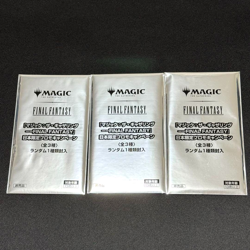 MAGIC
FINAL FANTASY
「マジック：ザ・ギャザリング
——FINAL FANTASY」
日本限定プロモキャンペーン
（全3種）
ランダム1種類封入
MAGIC
FINAL FANTASY
「マジック：ザ・ギャザリング
——FINAL FANTASY」
日本限定プロモキャンペーン
（全3種）
ランダム1種類封入
MAGIC
FINAL FANTASY
「マジック：ザ・ギャザリング
——FINAL FANTASY」
日本限定プロモキャンペーン
（全3種）
ランダム1種類封入